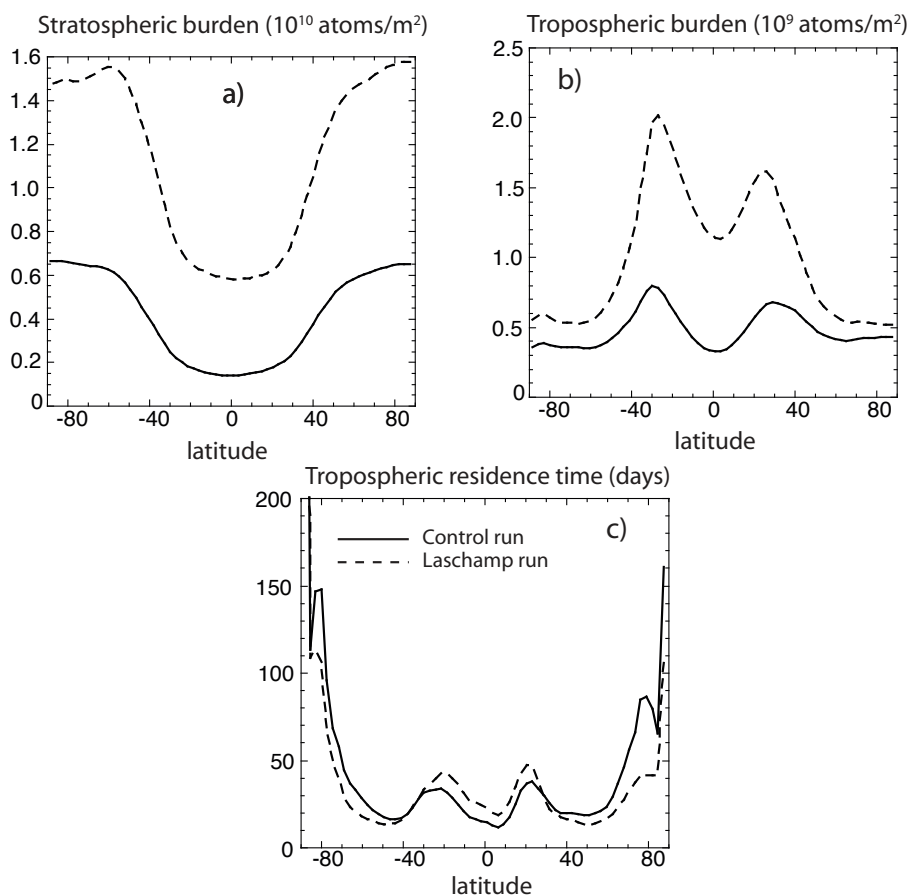 Stratospheric burden (10¹⁰ atoms/m²)
Tropospheric burden (10⁹ atoms/m²)
a)
1.6
1.4
1.2
1.0
0.8
0.6
0.4
0.2
0
-80 -40 0 40 80
latitude
b)
2.5
2.0
1.5
1.0
0.5
0
-80 -40 0 40 80
latitude
Tropospheric residence time (days)
c)
Control run
Laschamp run
200
150
100
50
0
-80 -40 0 40 80
latitude